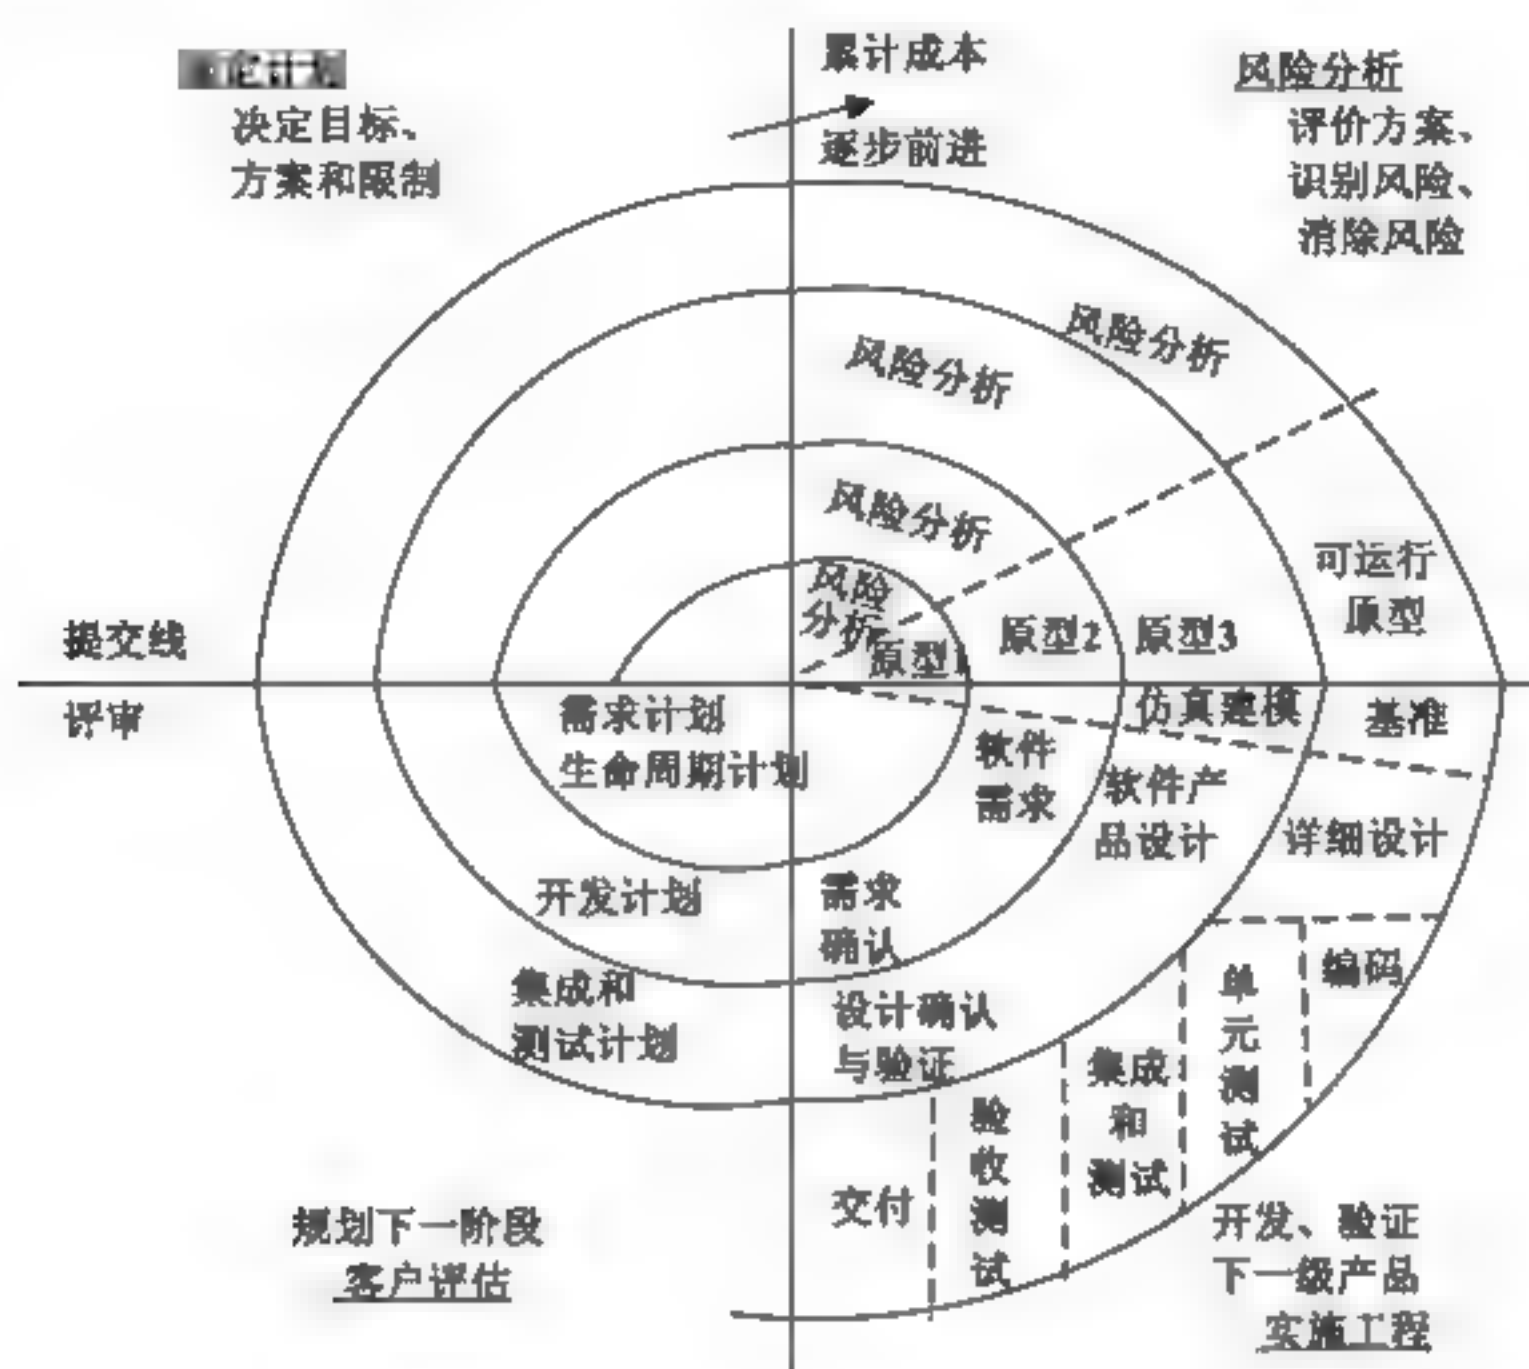 定计划
决定目标、
方案和限制
累计成本
逐步前进
风险分析
评价方案、
识别风险、
消除风险
风险分析
风险分析
风险分析
风险
分析
原型1
原型2
原型3
可运行
原型
提交线
评审
需求计划
生命周期计划
仿真建模
基准
软件
需求
软件产
品设计
详细设计
开发计划
需求
确认
集成和
测试计划
设计确认
与验证
单元测试
编码
集成
和
测试
验收测试
交付
规划下一阶段
客户评估
开发、验证
下一级产品
实施工程